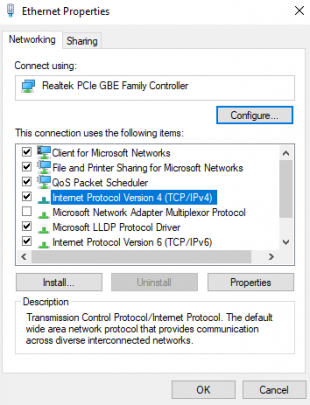 Ethernet Properties
Networking
Sharing
Connect using:
Realtek PCIe GBE Family Controller
Configure...
This connection uses the following items:
Client for Microsoft Networks
File and Printer Sharing for Microsoft Networks
QoS Packet Scheduler
Internet Protocol Version 4 (TCP/IPv4)
Microsoft Network Adapter Multiplexor Protocol
Microsoft LLDP Protocol Driver
Internet Protocol Version 6 (TCP/IPv6)
Install...
Uninstall
Properties
Description
Transmission Control Protocol/Internet Protocol. The default
wide area network protocol that provides communication
across diverse interconnected networks.
OK
Cancel